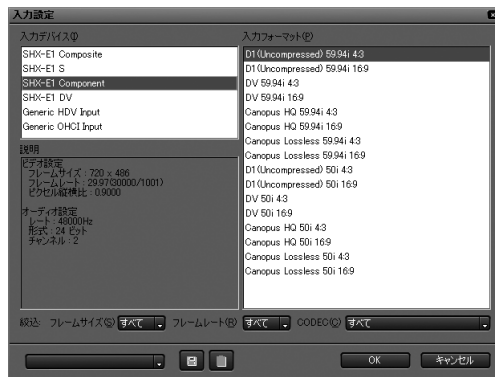 入力設定
入力デバイス(I)
SHX-E1 Composite
SHX-E1 S
SHX-E1 Component
SHX-E1 DV
Generic HDV Input
Generic OHCI Input
説明
ビデオ設定
フレームサイズ : 720 x 486
フレームレート : 29.97(30000/1001)
ピクセル縦横比 : 0.9000
オーディオ設定
レート : 48000Hz
形式 : 24 ビット
チャンネル : 2
入力フォーマット(P)
D1(Uncompressed) 59.94i 4:3
D1(Uncompressed) 59.94i 16:9
DV 59.94i 4:3
DV 59.94i 16:9
Canopus HQ 59.94i 4:3
Canopus HQ 59.94i 16:9
Canopus Lossless 59.94i 4:3
Canopus Lossless 59.94i 16:9
D1(Uncompressed) 50i 4:3
D1(Uncompressed) 50i 16:9
DV 50i 4:3
DV 50i 16:9
Canopus HQ 50i 4:3
Canopus HQ 50i 16:9
Canopus Lossless 50i 4:3
Canopus Lossless 50i 16:9
絞込: フレームサイズ(S) すべて フレームレート(R) すべて CODEC(C) すべて
OK キャンセル